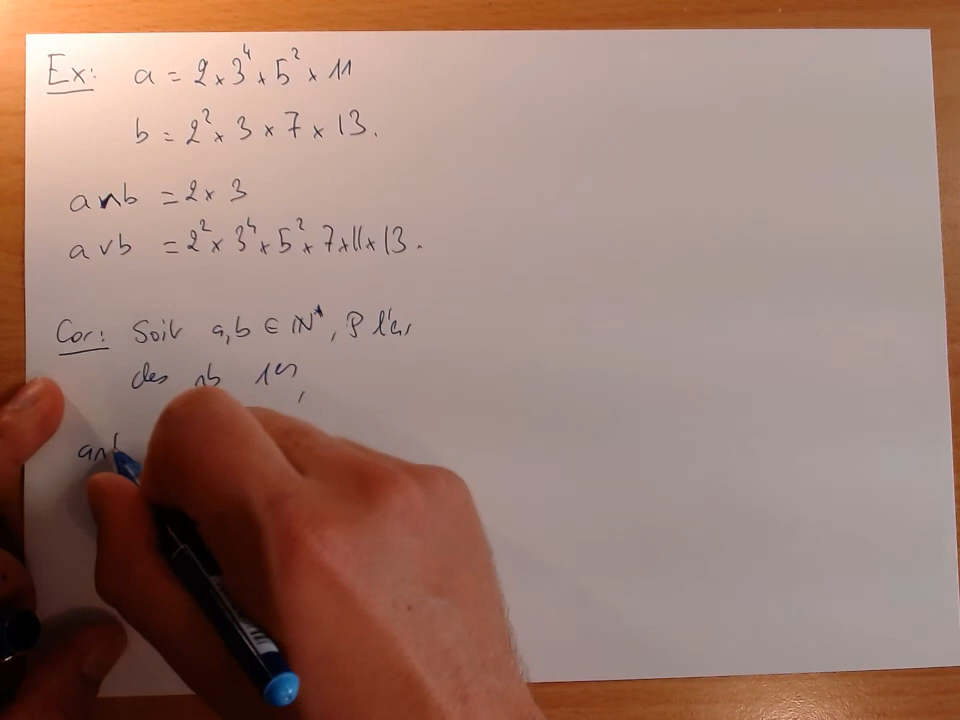 Ex: a = 2 × 3⁴ × 5² × 11
b = 2² × 3 × 7 × 13.
a∧b = 2 × 3
a∨b = 2² × 3⁴ × 5² × 7 × 11 × 13.
Cor: Soit a,b ∈ ℕ*, P l'
des nb 1ers,
a∧b